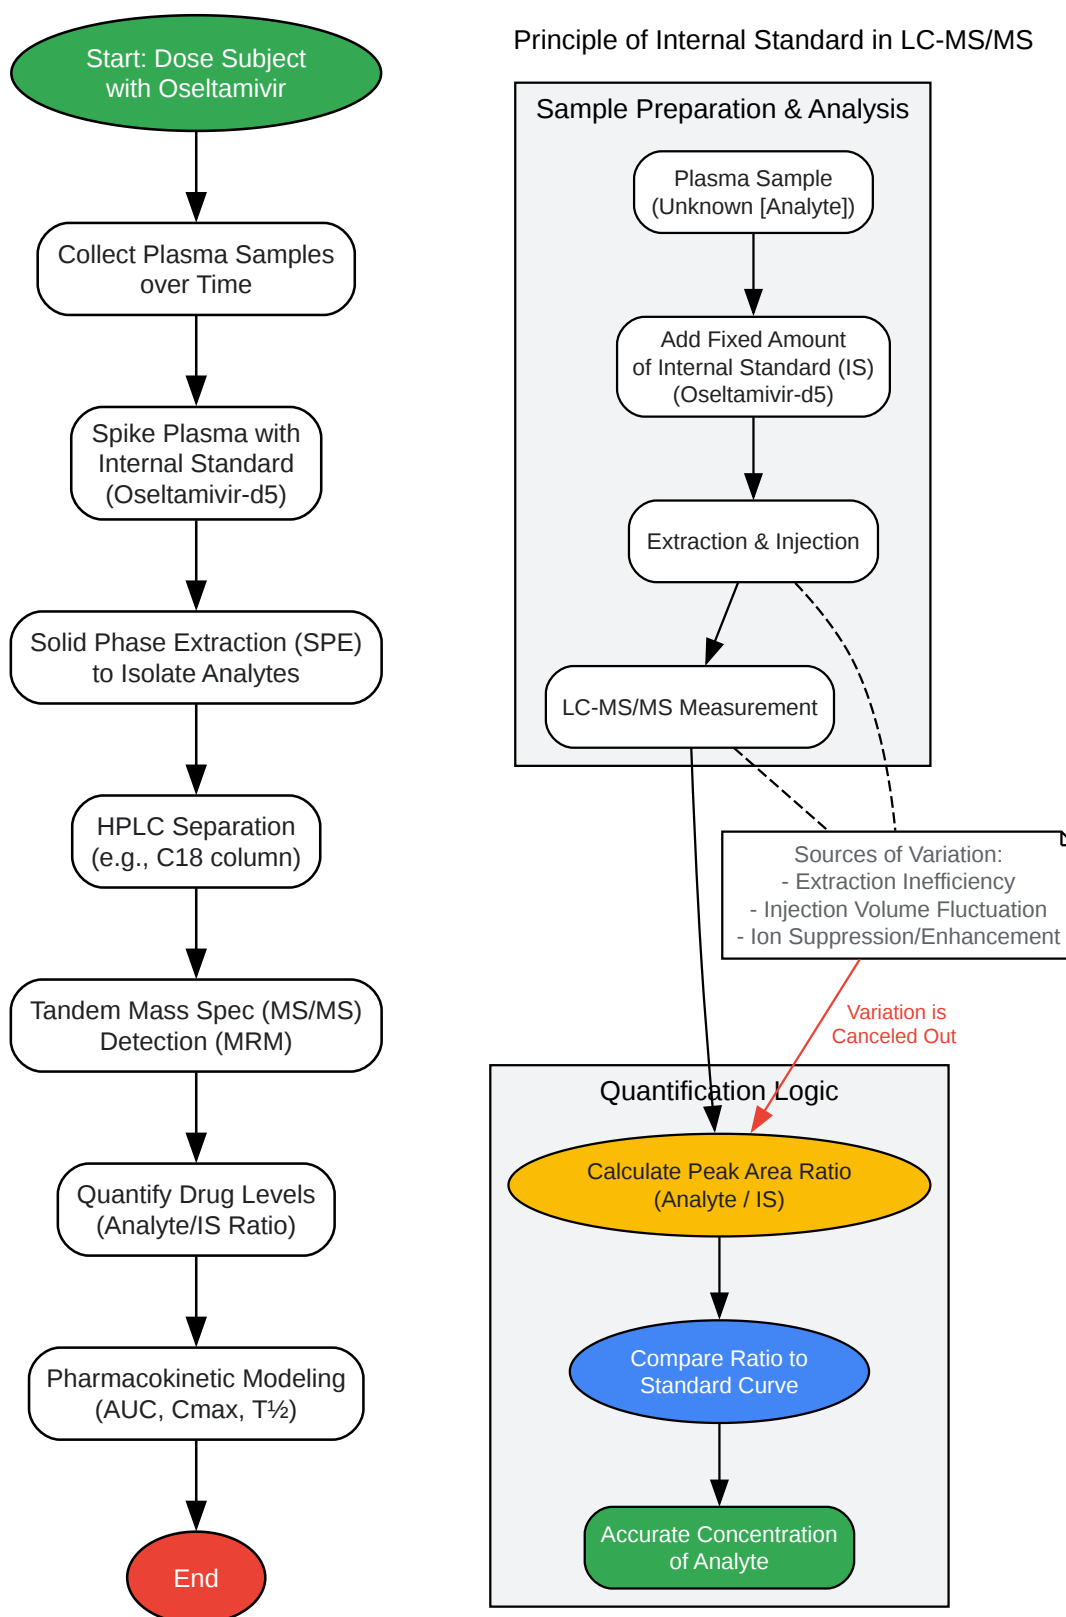 Start: Dose Subject
with Oseltamivir
Collect Plasma Samples
over Time
Spike Plasma with
Internal Standard
(Oseltamivir-d5)
Solid Phase Extraction (SPE)
to Isolate Analytes
HPLC Separation
(e.g., C18 column)
Tandem Mass Spec (MS/MS)
Detection (MRM)
Quantify Drug Levels
(Analyte/IS Ratio)
Pharmacokinetic Modeling
(AUC, Cmax, T½)
End
Principle of Internal Standard in LC-MS/MS
Sample Preparation & Analysis
Plasma Sample
(Unknown [Analyte])
Add Fixed Amount
of Internal Standard (IS)
(Oseltamivir-d5)
Extraction & Injection
LC-MS/MS Measurement
Sources of Variation:
- Extraction Inefficiency
- Injection Volume Fluctuation
- Ion Suppression/Enhancement
Variation is
Canceled Out
Quantification Logic
Calculate Peak Area Ratio
(Analyte / IS)
Compare Ratio to
Standard Curve
Accurate Concentration
of Analyte